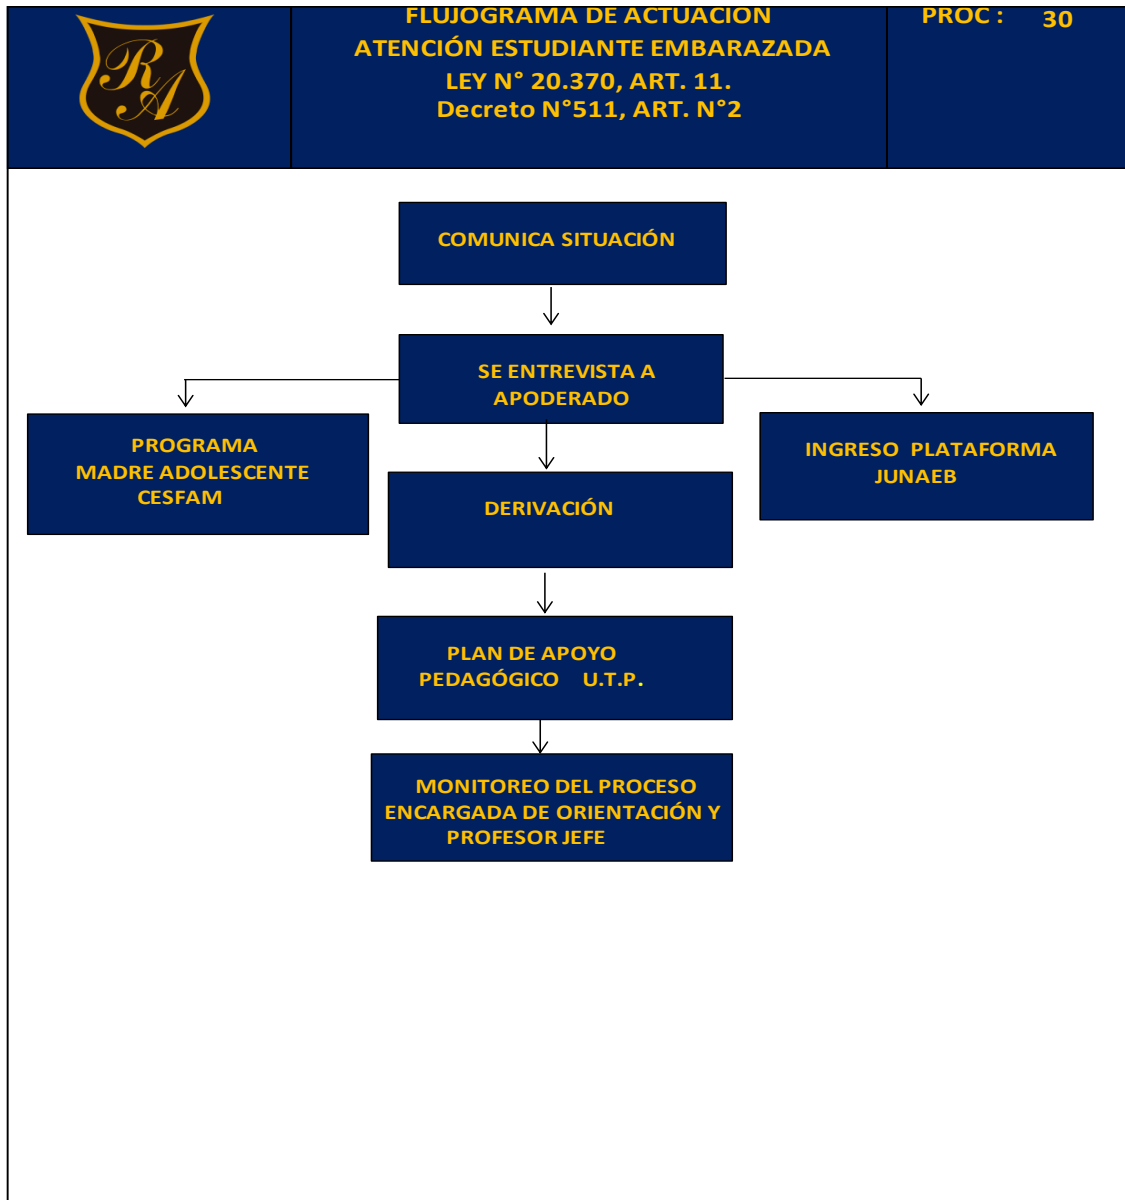 RA
FLUJOGRAMA DE ACTUACIÓN
ATENCIÓN ESTUDIANTE EMBARAZADA
LEY N° 20.370, ART. 11.
Decreto N°511, ART. N°2
PROC : 30
COMUNICA SITUACIÓN
SE ENTREVISTA A
APODERADO
PROGRAMA
MADRE ADOLESCENTE
CESFAM
INGRESO PLATAFORMA
JUNAEB
DERIVACIÓN
PLAN DE APOYO
PEDAGÓGICO U.T.P.
MONITOREO DEL PROCESO
ENCARGADA DE ORIENTACIÓN Y
PROFESOR JEFE